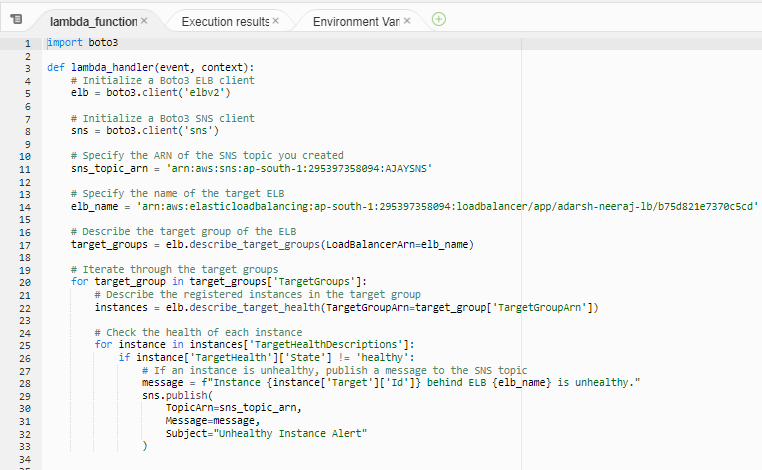 lambda_function × Execution results × Environment Var ×
1 import boto3
2
3 def lambda_handler(event, context):
4     # Initialize a Boto3 ELB client
5     elb = boto3.client('elbv2')
6
7     # Initialize a Boto3 SNS client
8     sns = boto3.client('sns')
9
10     # Specify the ARN of the SNS topic you created
11     sns_topic_arn = 'arn:aws:sns:ap-south-1:295397358094:AJAYSNS'
12
13     # Specify the name of the target ELB
14     elb_name = 'arn:aws:elasticloadbalancing:ap-south-1:295397358094:loadbalancer/app/adarsh-neeraj-lb/b75d821e7370c5cd'
15
16     # Describe the target group of the ELB
17     target_groups = elb.describe_target_groups(LoadBalancerArn=elb_name)
18
19     # Iterate through the target groups
20     for target_group in target_groups['TargetGroups']:
21         # Describe the registered instances in the target group
22         instances = elb.describe_target_health(TargetGroupArn=target_group['TargetGroupArn'])
23
24         # Check the health of each instance
25         for instance in instances['TargetHealthDescriptions']:
26             if instance['TargetHealth']['State'] != 'healthy':
27                 # If an instance is unhealthy, publish a message to the SNS topic
28                 message = f"Instance {instance['Target']['Id']} behind ELB {elb_name} is unhealthy."
29                 sns.publish(
30                     TopicArn=sns_topic_arn,
31                     Message=message,
32                     Subject="Unhealthy Instance Alert"
33                 )
34